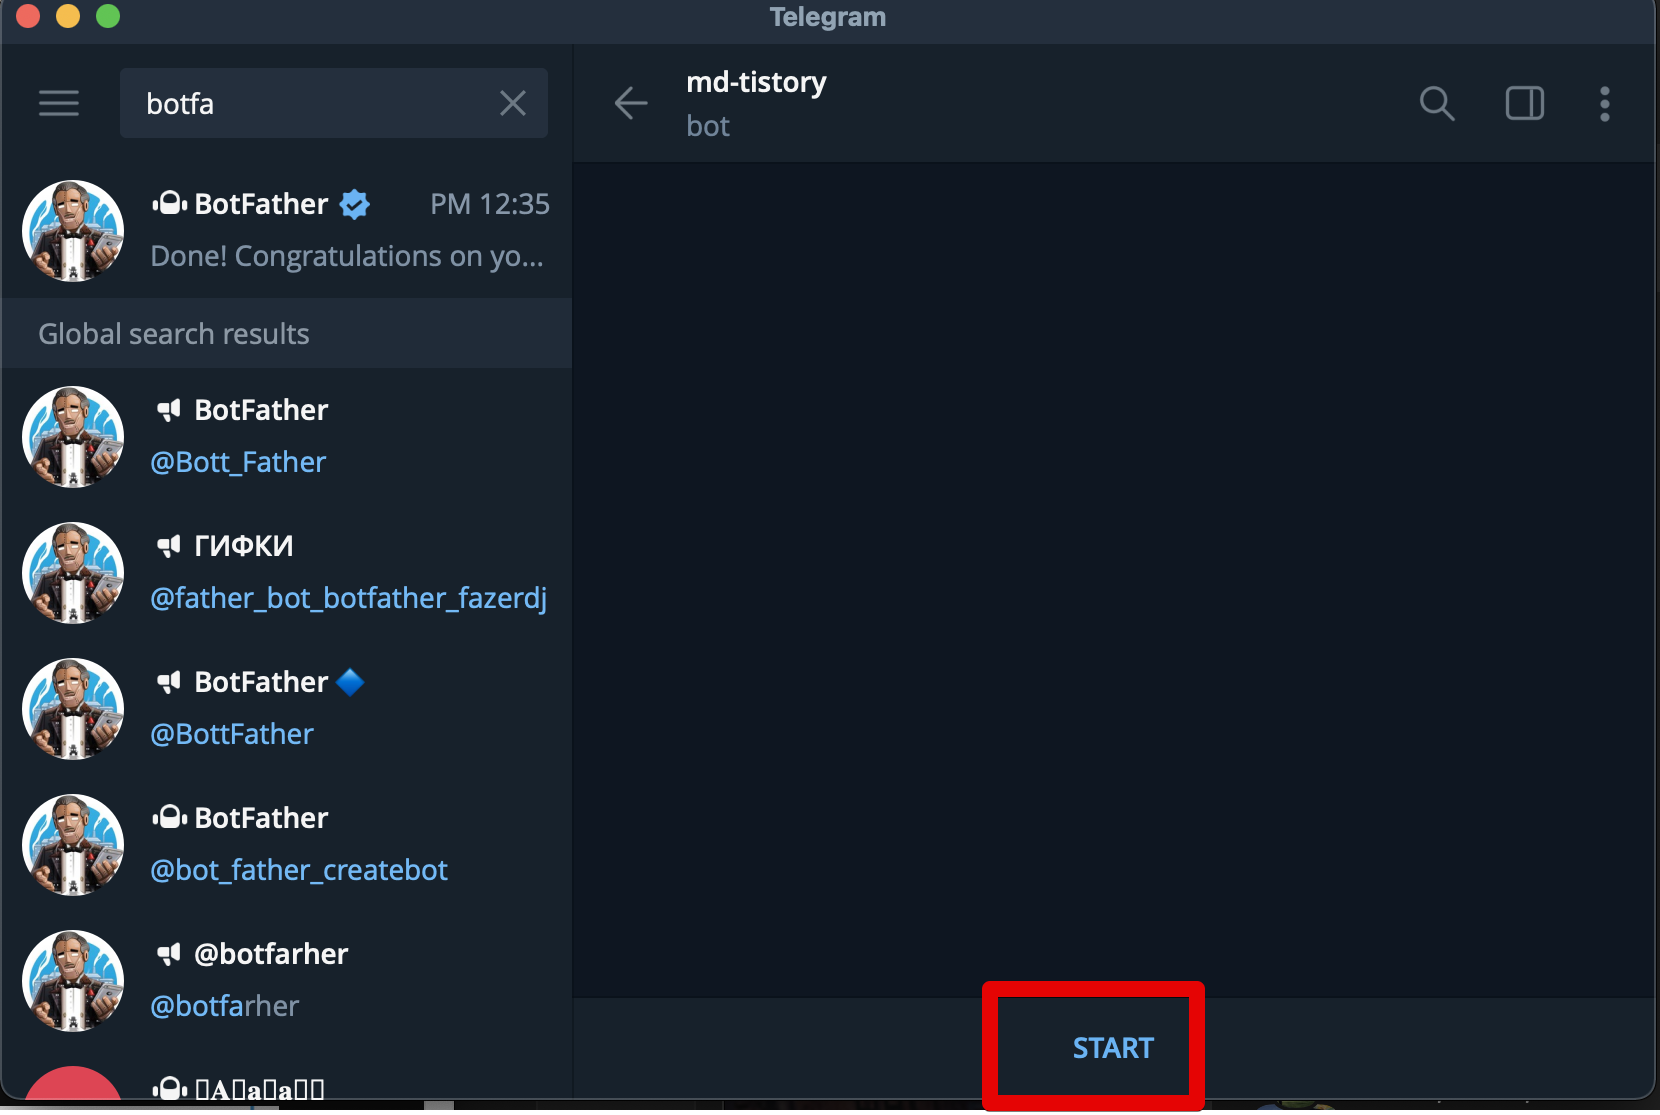 Telegram
botfa
md-tistory
bot
BotFather PM 12:35
Done! Congratulations on yo...
Global search results
BotFather
@Bott_Father
ГИФКИ
@father_bot_botfather_fazerdj
BotFather
@BottFather
BotFather
@bot_father_createbot
@botfarher
@botfarher
START